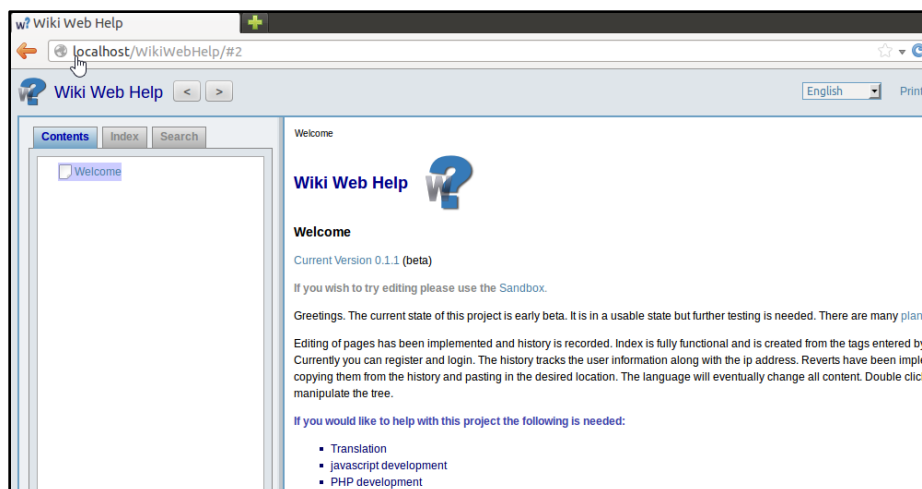 Wiki Web Help
localhost/WikiWebHelp/#2
Wiki Web Help < >
English
Print
Contents Index Search
Welcome
Welcome
Wiki Web Help
Welcome
Current Version 0.1.1 (beta)
If you wish to try editing please use the Sandbox.
Greetings. The current state of this project is early beta. It is in a usable state but further testing is needed. There are many plan
Editing of pages has been implemented and history is recorded. Index is fully functional and is created from the tags entered by
Currently you can register and login. The history tracks the user information along with the ip address. Reverts have been imple
copying them from the history and pasting in the desired location. The language will eventually change all content. Double clic
manipulate the tree.
If you would like to help with this project the following is needed:
Translation
javascript development
PHP development